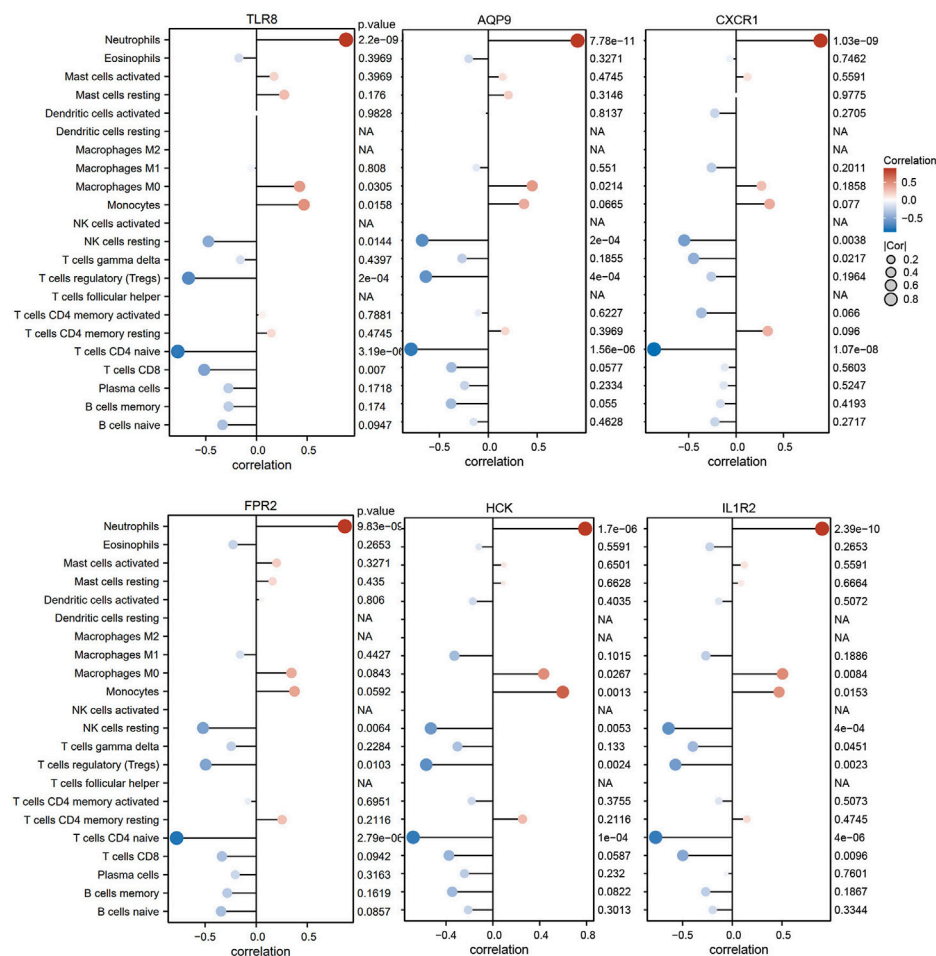 TLR8 AQP9 CXCR1
p.value
Neutrophils 2.2e-09 7.78e-11 1.03e-09
Eosinophils 0.3969 0.3271 0.7462
Mast cells activated 0.3969 0.4745 0.5591
Mast cells resting 0.176 0.3146 0.9775
Dendritic cells activated 0.9828 0.8137 0.2705
Dendritic cells resting NA NA NA
Macrophages M2 NA NA NA
Macrophages M1 0.808 0.551 0.2011
Macrophages M0 0.0305 0.0214 0.1858
Monocytes 0.0158 0.0665 0.077
NK cells activated NA NA NA
NK cells resting 0.0144 2e-04 0.0038
T cells gamma delta 0.4397 0.1855 0.0217
T cells regulatory (Tregs) 2e-04 4e-04 0.1964
T cells follicular helper NA NA NA
T cells CD4 memory activated 0.7881 0.6227 0.066
T cells CD4 memory resting 0.4745 0.3969 0.096
T cells CD4 naive 3.19e-06 1.56e-06 1.07e-08
T cells CD8 0.007 0.0577 0.5603
Plasma cells 0.1718 0.2334 0.5247
B cells memory 0.174 0.055 0.4193
B cells naive 0.0947 0.4628 0.2717
−0.5 0.0 0.5 −0.5 0.0 0.5 −0.5 0.0 0.5
correlation correlation correlation
Correlation
0.5
0.0
−0.5
|Cor|
0.2
0.4
0.6
0.8
FPR2 HCK IL1R2
p.value
Neutrophils 9.83e-09 1.7e-06 2.39e-10
Eosinophils 0.2653 0.5591 0.2653
Mast cells activated 0.3271 0.6501 0.5591
Mast cells resting 0.435 0.6628 0.6664
Dendritic cells activated 0.806 0.4035 0.5072
Dendritic cells resting NA NA NA
Macrophages M2 NA NA NA
Macrophages M1 0.4427 0.1015 0.1886
Macrophages M0 0.0843 0.0267 0.0084
Monocytes 0.0592 0.0013 0.0153
NK cells activated NA NA NA
NK cells resting 0.0064 0.0053 4e-04
T cells gamma delta 0.2284 0.133 0.0451
T cells regulatory (Tregs) 0.0103 0.0024 0.0023
T cells follicular helper NA NA NA
T cells CD4 memory activated 0.6951 0.3755 0.5073
T cells CD4 memory resting 0.2116 0.2116 0.4745
T cells CD4 naive 2.79e-06 1e-04 4e-06
T cells CD8 0.0942 0.0587 0.0096
Plasma cells 0.3163 0.232 0.7601
B cells memory 0.1619 0.0822 0.1867
B cells naive 0.0857 0.3013 0.3344
−0.5 0.0 0.5 −0.4 0.0 0.4 0.8 −0.5 0.0 0.5
correlation correlation correlation